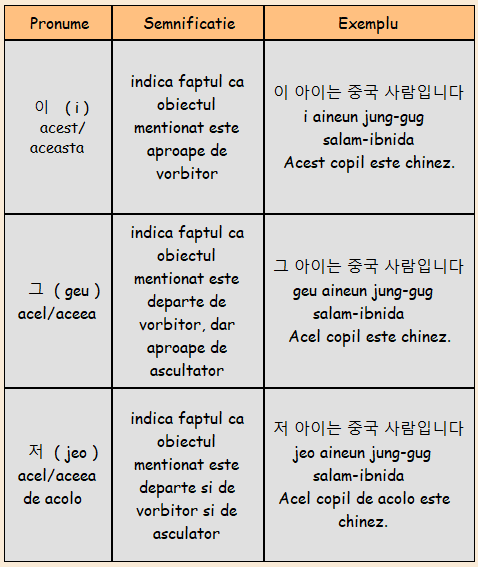 Pronume
Semnificatie
Exemplu
이 ( i )
acest/
aceasta
indica faptul ca
obiectul
mentionat este
aproape de
vorbitor
이 아이는 중국 사람입니다
i aineun jung-gug
salam-ibnida
Acest copil este chinez.
그 ( geu )
acel/aceea
indica faptul ca
obiectul
mentionat este
departe de
vorbitor, dar
aproape de
ascultator
그 아이는 중국 사람입니다
geu aineun jung-gug
salam-ibnida
Acel copil este chinez.
저 ( jeo )
acel/aceea
de acolo
indica faptul ca
obiectul
mentionat este
departe si de
vorbitor si de
asculator
저 아이는 중국 사람입니다
jeo aineun jung-gug
salam-ibnida
Acel copil de acolo este
chinez.